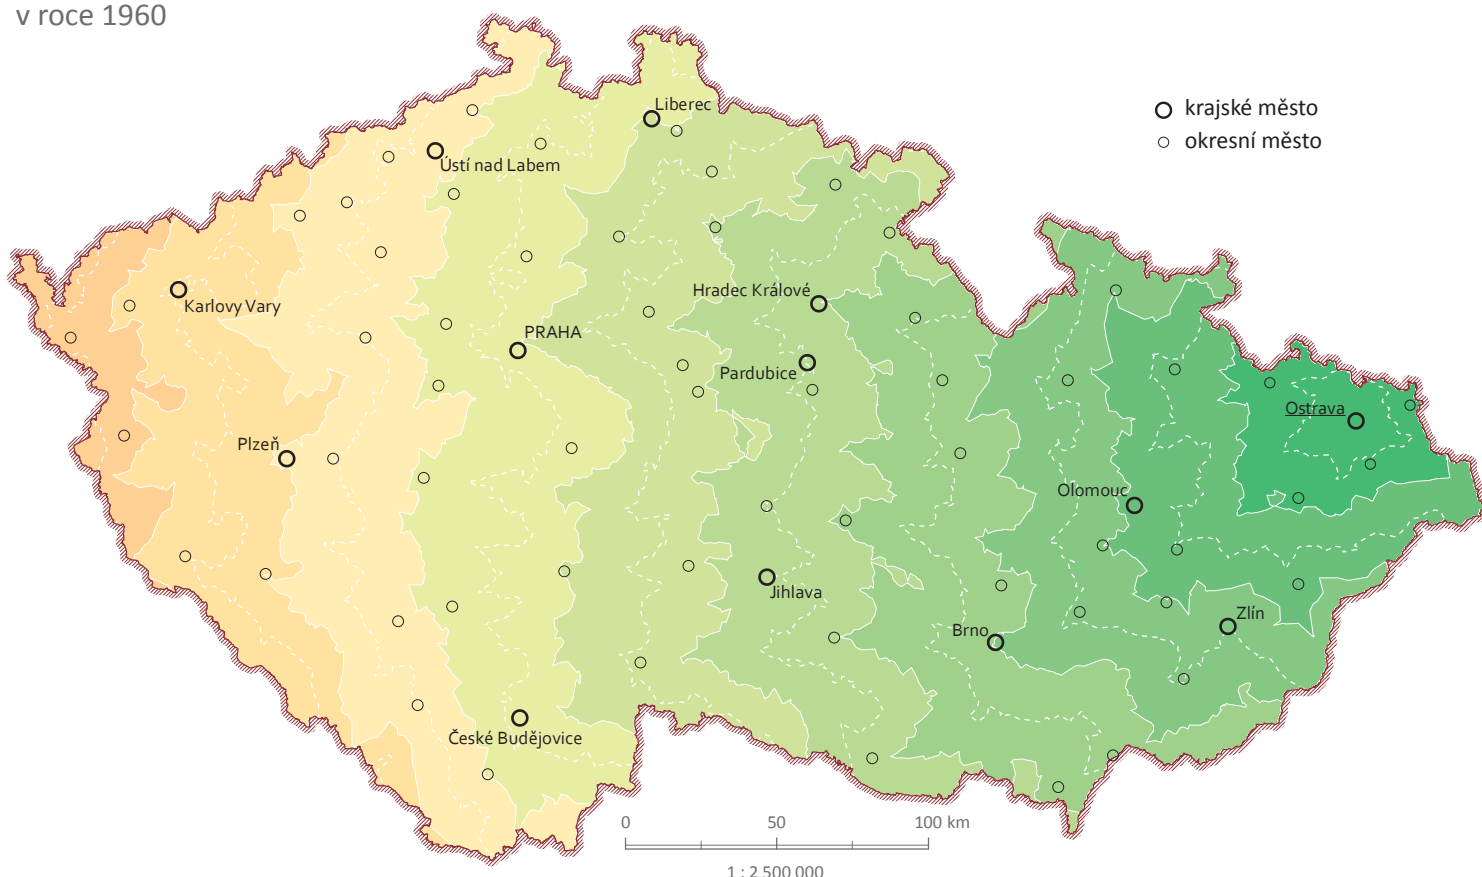 v roce 1960
krajské město
okresní město
Liberec
Ústí nad Labem
Karlovy Vary
Hradec Králové
PRAHA
Pardubice
Ostrava
Plzeň
Olomouc
Jihlava
Zlín
Brno
České Budějovice
0 50 100 km
1 : 2 500 000